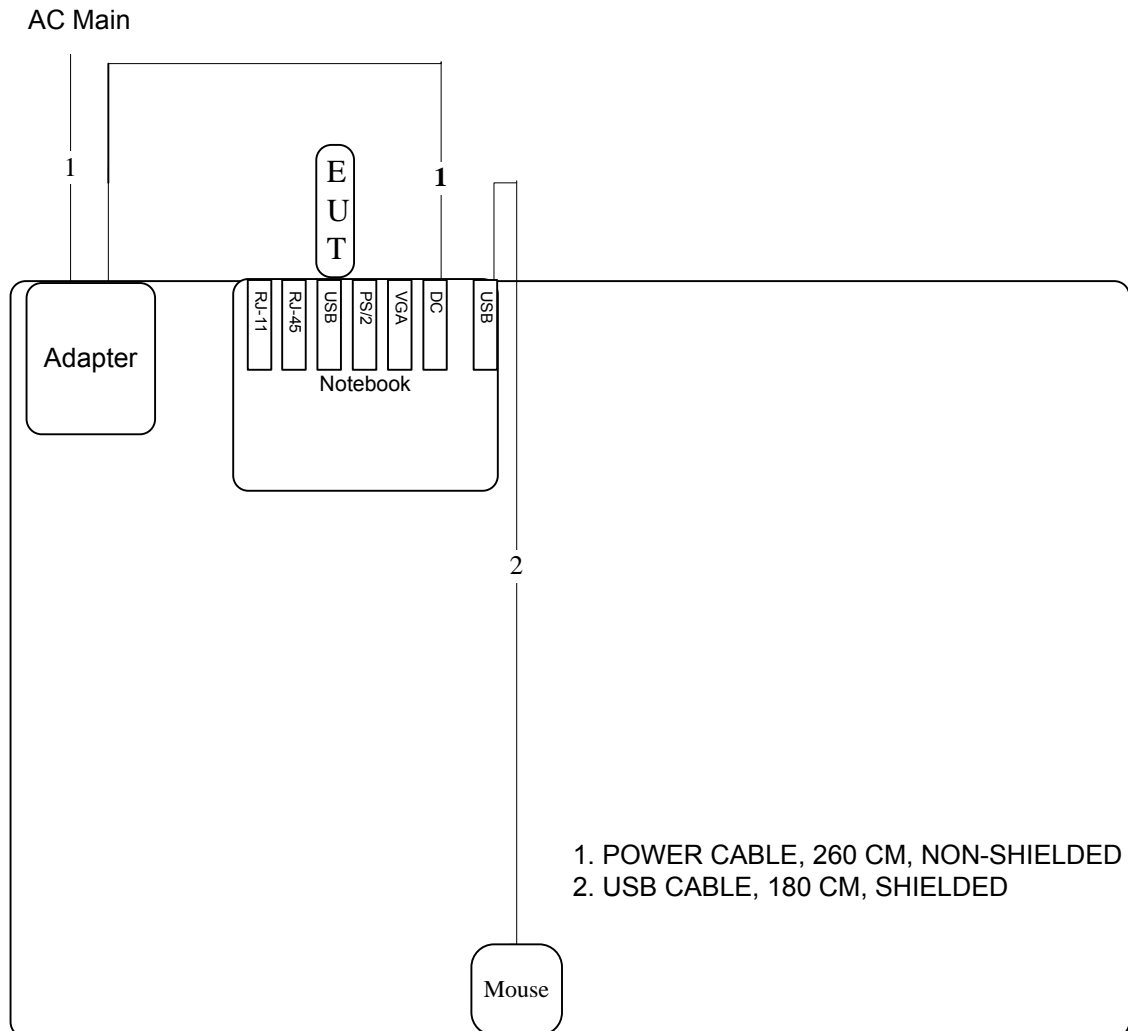 AC Main
1
1
E
U
T
RJ-11
RJ-45
USB
PS/2
VGA
DC
USB
Adapter
Notebook
2
1. POWER CABLE, 260 CM, NON-SHIELDED
2. USB CABLE, 180 CM, SHIELDED
Mouse